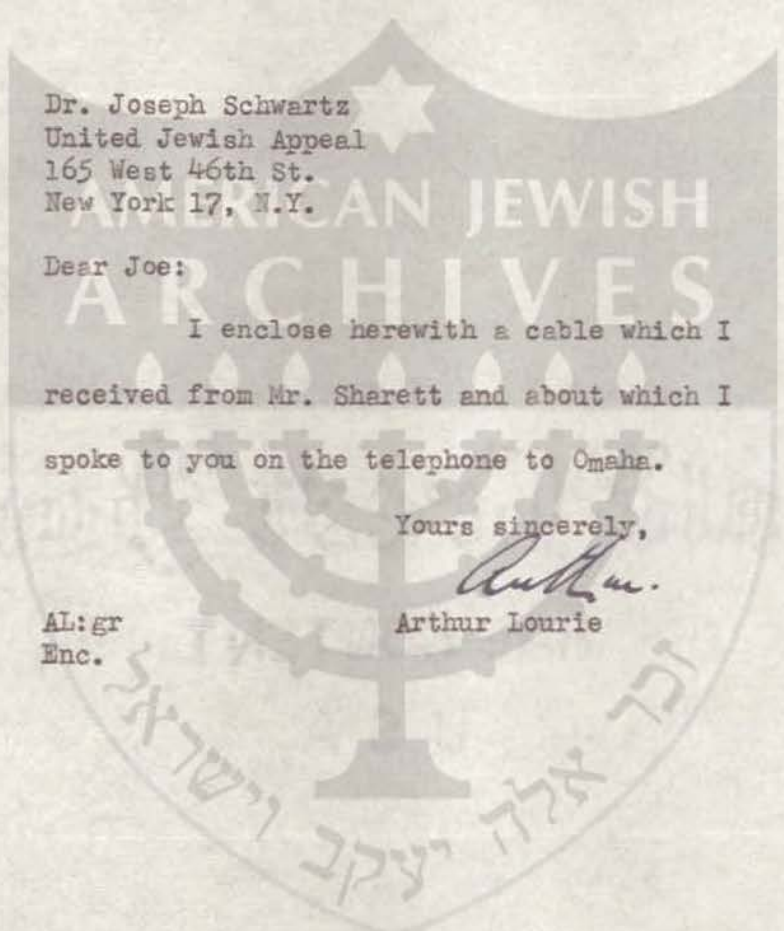 Dr. Joseph Schwartz
United Jewish Appeal
165 West 46th St.
New York 17, N.Y.
AMERICAN JEWISH
ARCHIVES
Dear Joe:
I enclose herewith a cable which I
received from Mr. Sharett and about which I
spoke to you on the telephone to Omaha.
Yours sincerely,
Arthur.
AL:gr Arthur Lourie
Enc.
זכר אלה יעקב וישראל